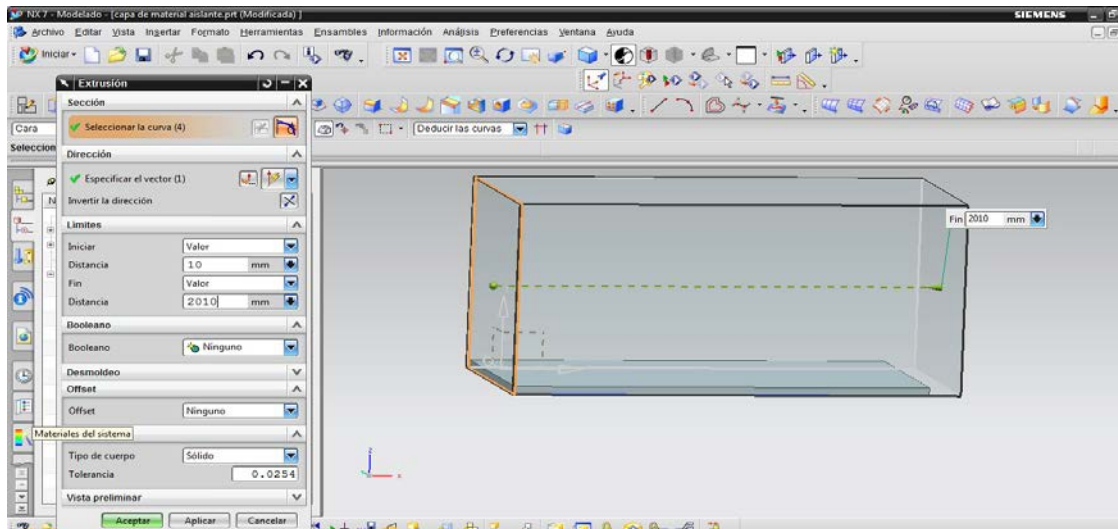 NX 7 - Modelado - [capa de material aislante.prt (Modificada) ]
SIEMENS
Archivo Editar Vista Insertar Formato Herramientas Ensambles Información Análisis Preferencias Ventana Ayuda
Iniciar
Extrusión
Sección
Seleccionar la curva (4)
Cara
Deducir las curvas
Seleccion
Dirección
Especificar el vector (1)
Invertir la dirección
N
Límites
Iniciar Valor
Distancia 10 mm
Fin Valor
Distancia 2010 mm
Fin 2010 mm
Booleano
Booleano Ninguno
Desmoldeo
Offset
Offset Ninguno
Materiales del sistema
Tipo de cuerpo Sólido
Tolerancia 0.0254
Vista preliminar
Aceptar Aplicar Cancelar